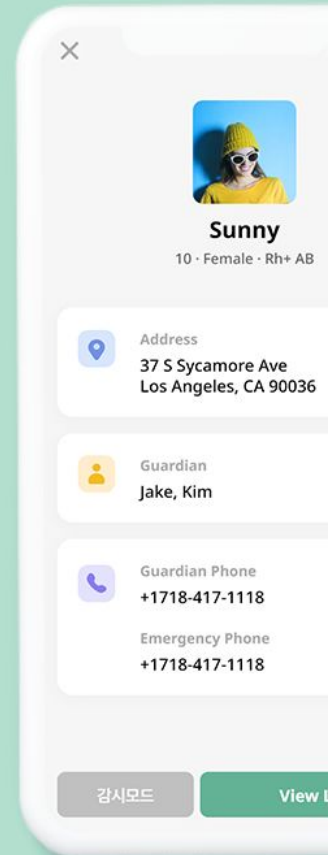 Sunny
10 · Female · Rh+ AB
Address
37 S Sycamore Ave
Los Angeles, CA 90036
Guardian
Jake, Kim
Guardian Phone
+1718-417-1118
Emergency Phone
+1718-417-1118
감시모드
View L